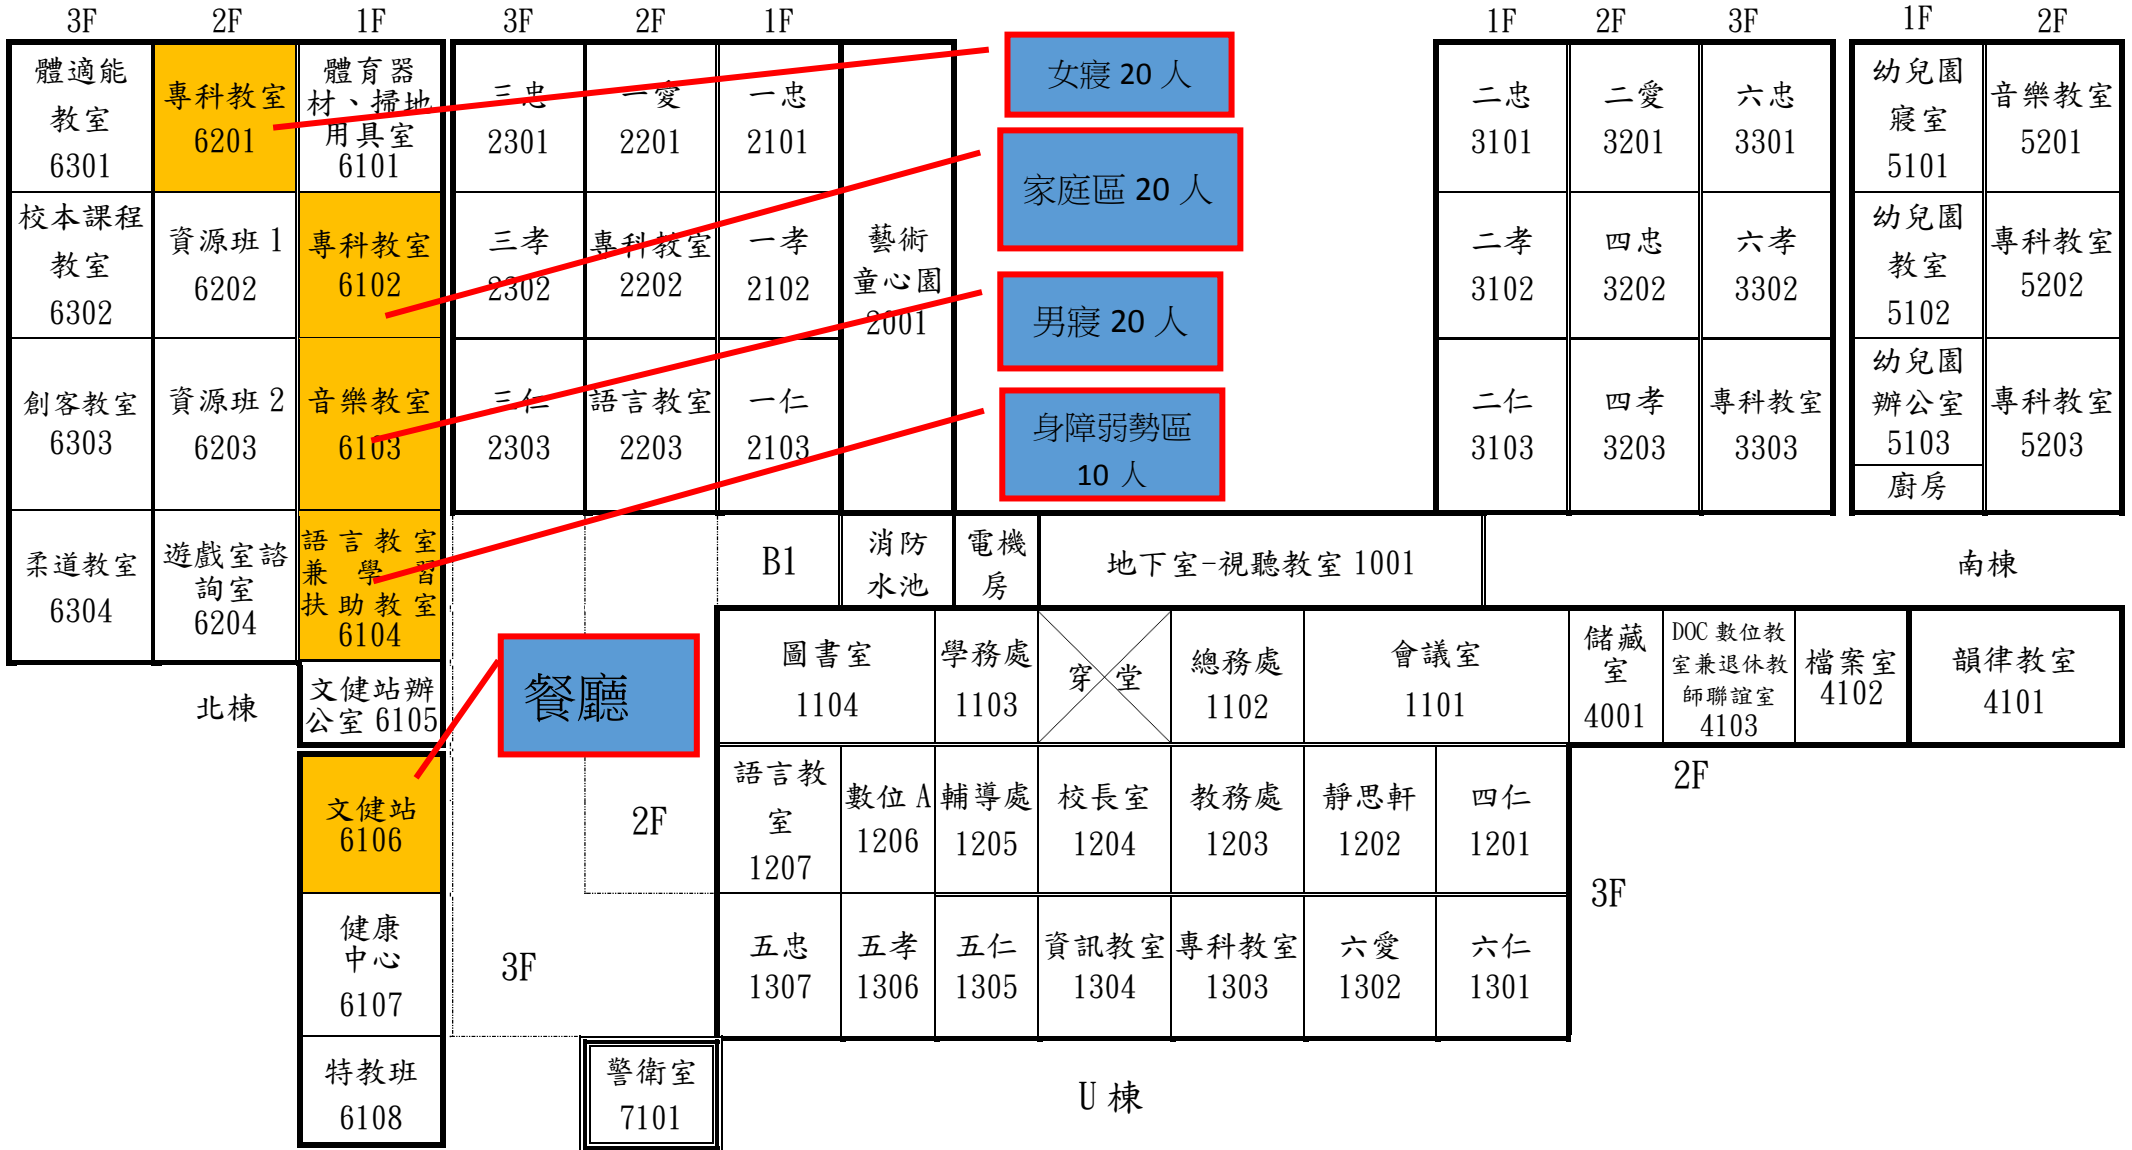 3F 2F 1F 3F 2F 1F 1F 2F 3F 1F 2F
體適能
教室
6301
專科教室
6201
體育器
材、掃地
用具室
6101
三忠
2301
一愛
2201
一忠
2101
女寢 20 人
二忠
3101
二愛
3201
六忠
3301
幼兒園
寢室
5101
音樂教室
5201
校本課程
教室
6302
資源班 1
6202
專科教室
6102
三孝
2302
專科教室
2202
一孝
2102
藝術
童心園
2001
家庭區 20 人
二孝
3102
四忠
3202
六孝
3302
幼兒園
教室
5102
專科教室
5202
男寢 20 人
創客教室
6303
資源班 2
6203
音樂教室
6103
三仁
2303
語言教室
2203
一仁
2103
身障弱勢區
10 人
二仁
3103
四孝
3203
專科教室
3303
幼兒園
辦公室
5103
廚房
專科教室
5203
柔道教室
6304
遊戲室諮
詢室
6204
語言教室
兼學習
扶助教室
6104
B1
消防
水池
電機
房
地下室-視聽教室 1001
南棟
北棟
文健站辦
公室 6105
餐廳
圖書室
1104
學務處
1103
穿堂
總務處
1102
會議室
1101
儲藏
室
4001
DOC 數位教
室兼退休教
師聯誼室
4103
檔案室
4102
韻律教室
4101
文健站
6106
2F
語言教
室
1207
數位 A
1206
輔導處
1205
校長室
1204
教務處
1203
靜思軒
1202
四仁
1201
2F
3F
健康
中心
6107
3F
五忠
1307
五孝
1306
五仁
1305
資訊教室
1304
專科教室
1303
六愛
1302
六仁
1301
特教班
6108
警衛室
7101
U 棟